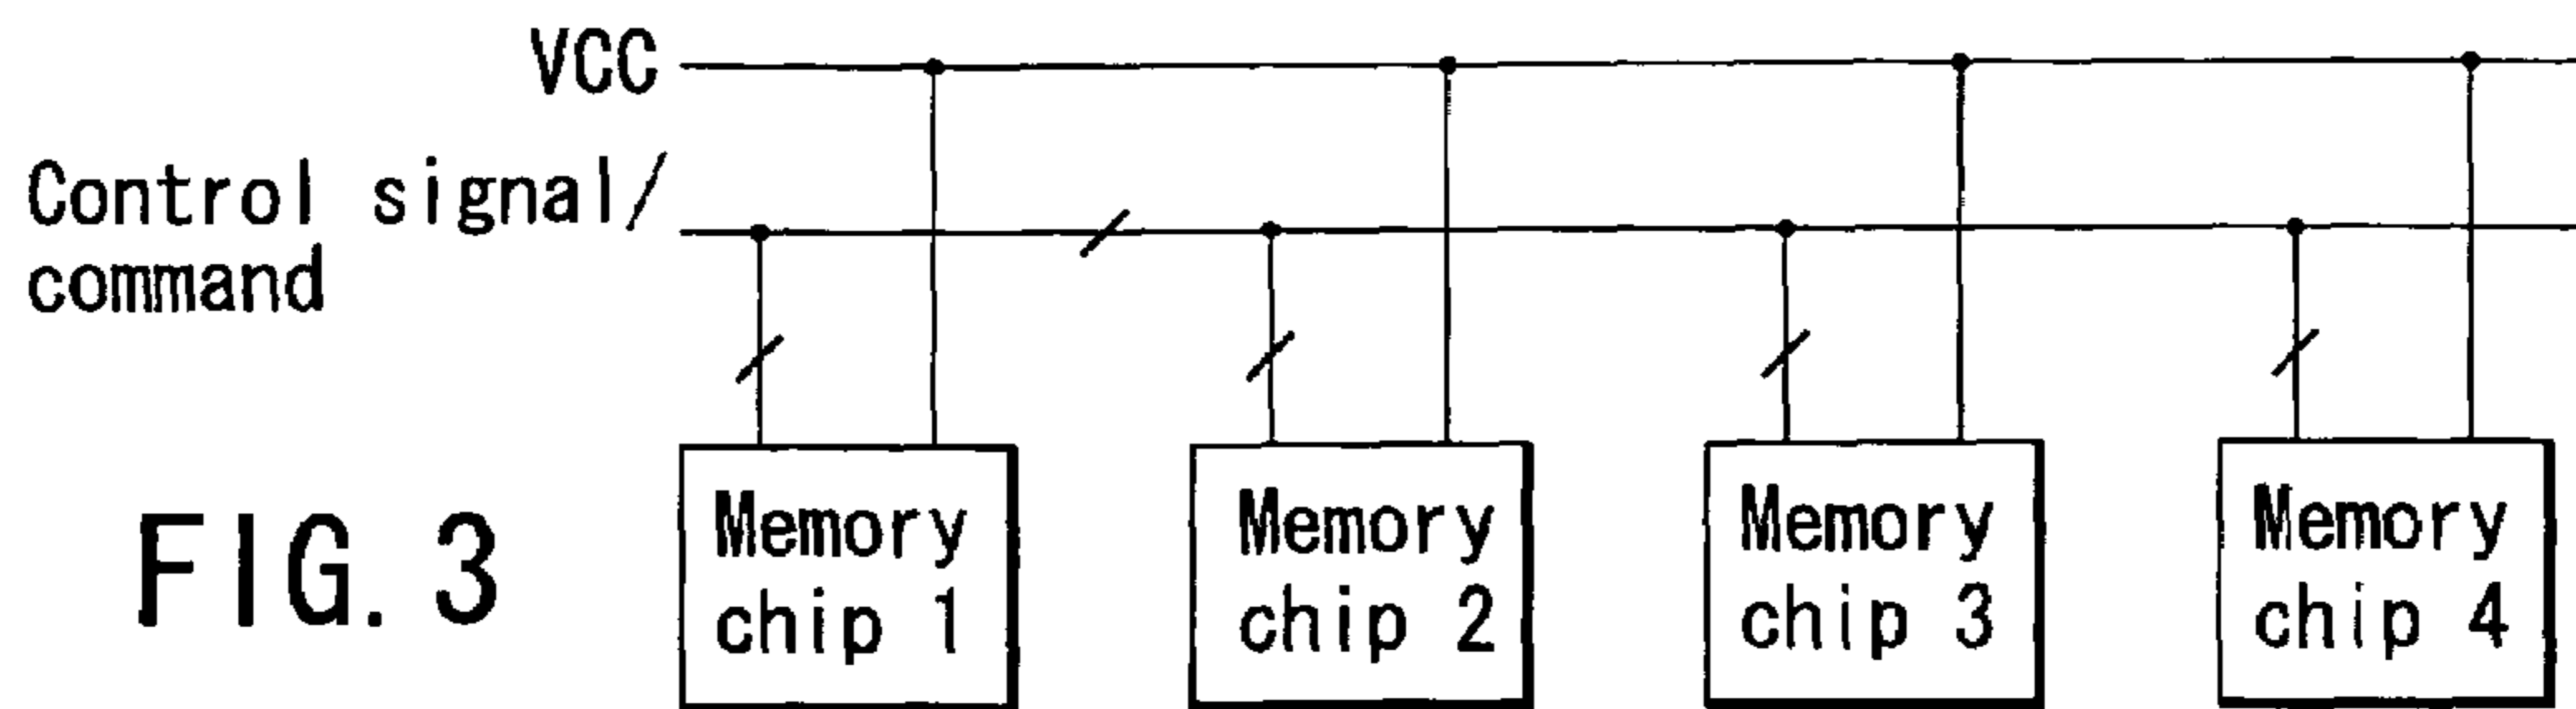 VCC
Control signal/
command
FIG. 3
Memory
chip 1
Memory
chip 2
Memory
chip 3
Memory
chip 4